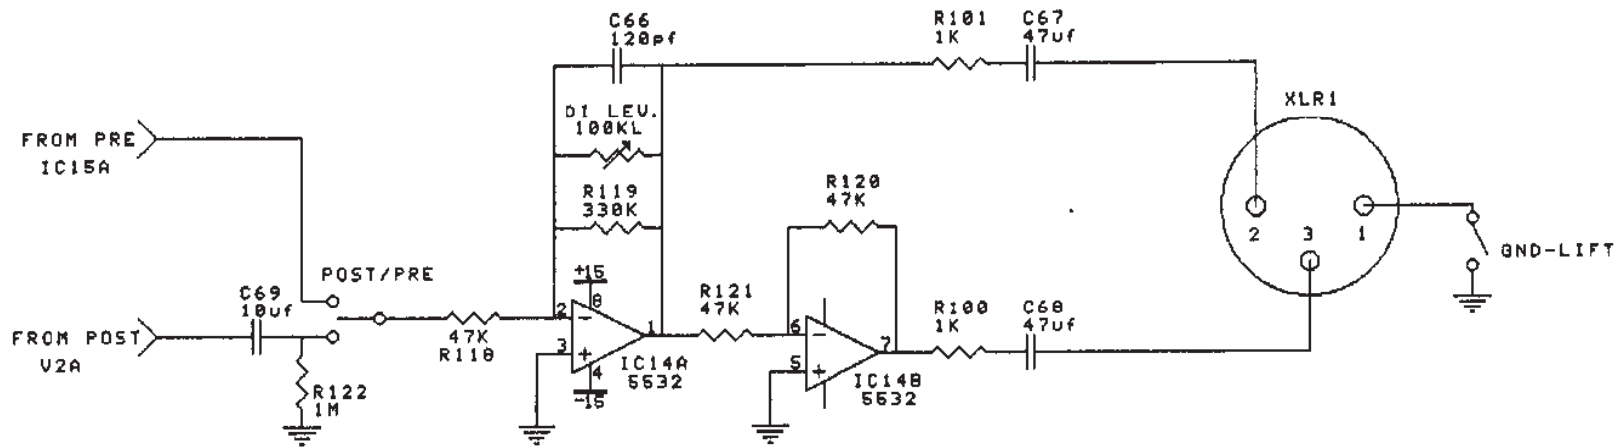 C66
120pf
R101
1K
C67
47uf
DI LEV.
100KL
XLR1
FROM PRE
IC15A
R119
330K
R120
47K
2
3
1
GND-LIFT
POST/PRE
+15
8
C69
10uf
R121
47K
R100
1K
C68
47uf
FROM POST
V2A
47K
R118
2
3
1
4
-15
IC14A
5532
6
5
7
IC14B
5532
R122
1M